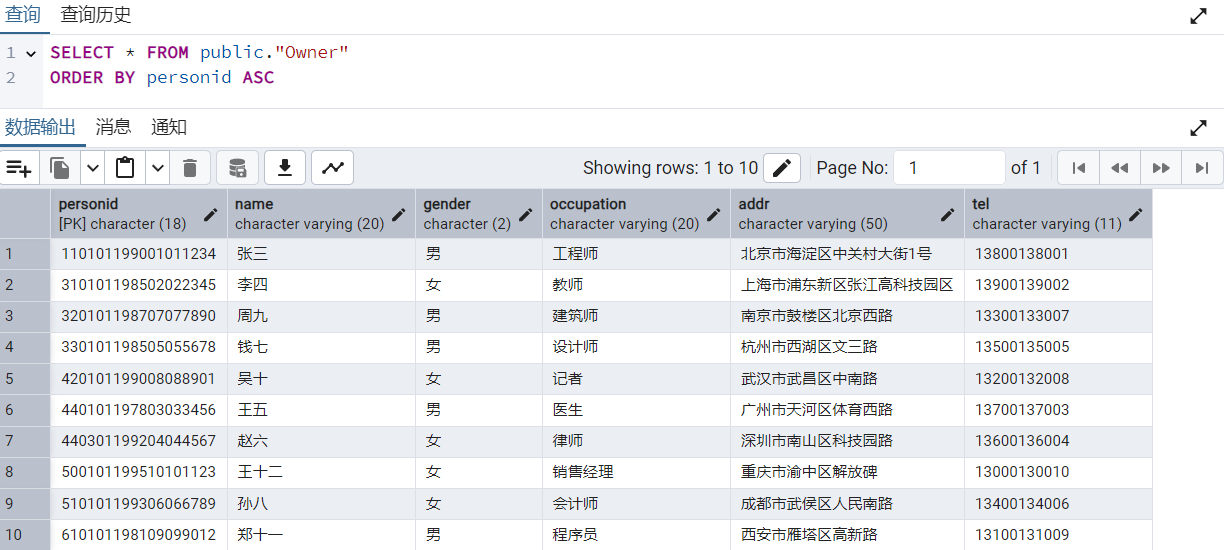 查询 查询历史
1 SELECT * FROM public."Owner"
2 ORDER BY personid ASC
数据输出 消息 通知
Showing rows: 1 to 10 Page No: 1 of 1
personid name gender occupation addr tel
[PK] character (18) character varying (20) character (2) character varying (20) character varying (50) character varying (11)
1 110101199001011234 张三 男 工程师 北京市海淀区中关村大街1号 13800138001
2 310101198502022345 李四 女 教师 上海市浦东新区张江高科技园区 13900139002
3 320101198707077890 周九 男 建筑师 南京市鼓楼区北京西路 13300133007
4 330101198505055678 钱七 男 设计师 杭州市西湖区文三路 13500135005
5 420101199008088901 吴十 女 记者 武汉市武昌区中南路 13200132008
6 440101197803033456 王五 男 医生 广州市天河区体育西路 13700137003
7 440301199204044567 赵六 女 律师 深圳市南山区科技园路 13600136004
8 500101199510101123 王十二 女 销售经理 重庆市渝中区解放碑 13000130010
9 510101199306066789 孙八 女 会计师 成都市武侯区人民南路 13400134006
10 610101198109099012 郑十一 男 程序员 西安市雁塔区高新路 13100131009